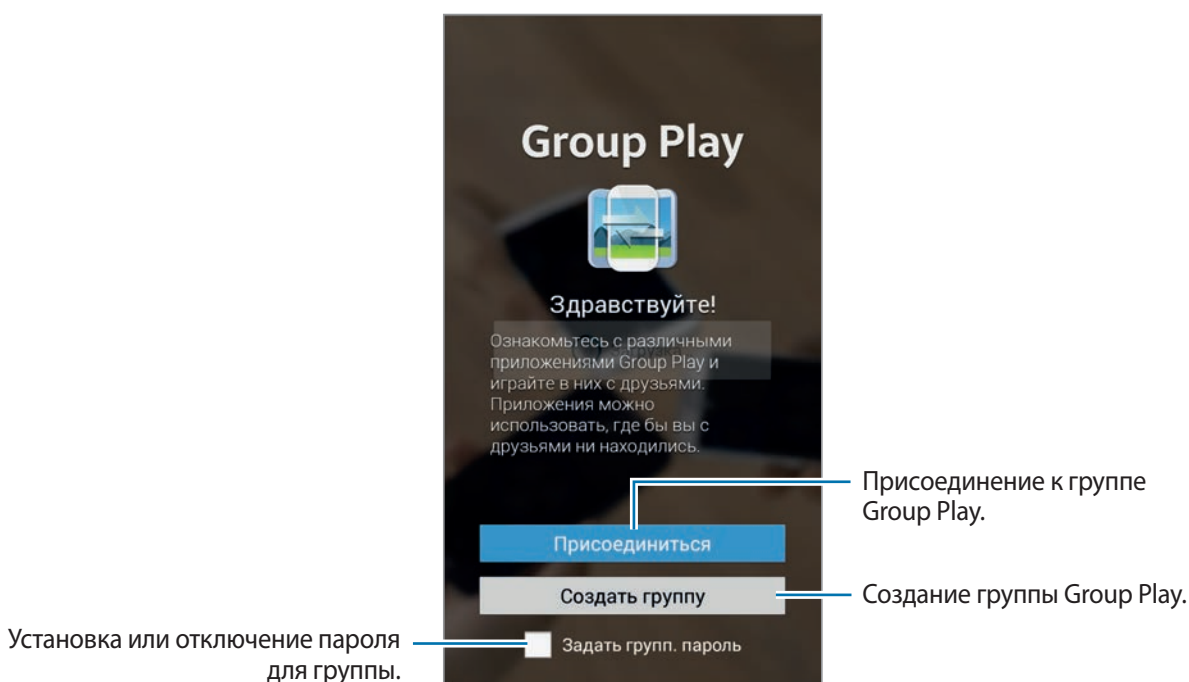 Group Play
Здравствуйте!
Ознакомьтесь с различными
приложениями Group Play и
играйте в них с друзьями.
Приложения можно
использовать, где бы вы с
друзьями ни находились.
Присоединение к группе
Group Play.
Присоединиться
Создать группу
Создание группы Group Play.
Установка или отключение пароля
для группы.
Задать групп. пароль